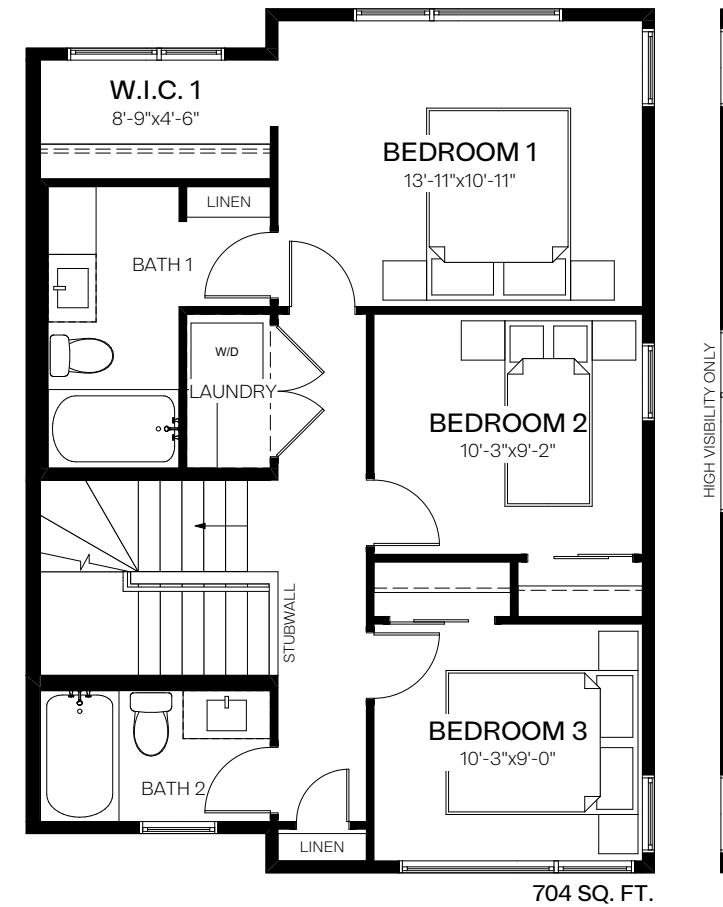 W.I.C. 1
8'-9"x4'-6"
BEDROOM 1
13'-11"x10'-11"
LINEN
BATH 1
W/D
LAUNDRY
BEDROOM 2
10'-3"x9'-2"
HIGH VISIBILITY ONLY
STUBWALL
BEDROOM 3
10'-3"x9'-0"
BATH 2
LINEN
704 SQ. FT.